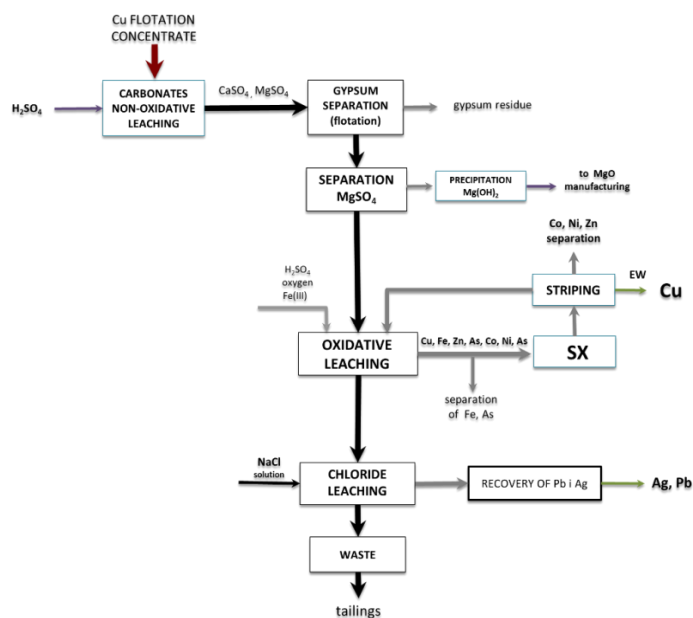 Cu FLOTATION
CONCENTRATE
H₂SO₄
CARBONATES
NON-OXIDATIVE
LEACHING
CaSO₄ , MgSO₄
GYPSUM
SEPARATION
(flotation)
gypsum residue
SEPARATION
MgSO₄
PRECIPITATION
Mg(OH)₂
to MgO
manufacturing
Co, Ni, Zn
separation
H₂SO₄
oxygen
Fe(III)
STRIPING
EW
Cu
OXIDATIVE
LEACHING
Cu, Fe, Zn, As, Co, Ni, As
SX
separation
of Fe, As
NaCl
solution
CHLORIDE
LEACHING
RECOVERY OF Pb i Ag
Ag, Pb
WASTE
tailings